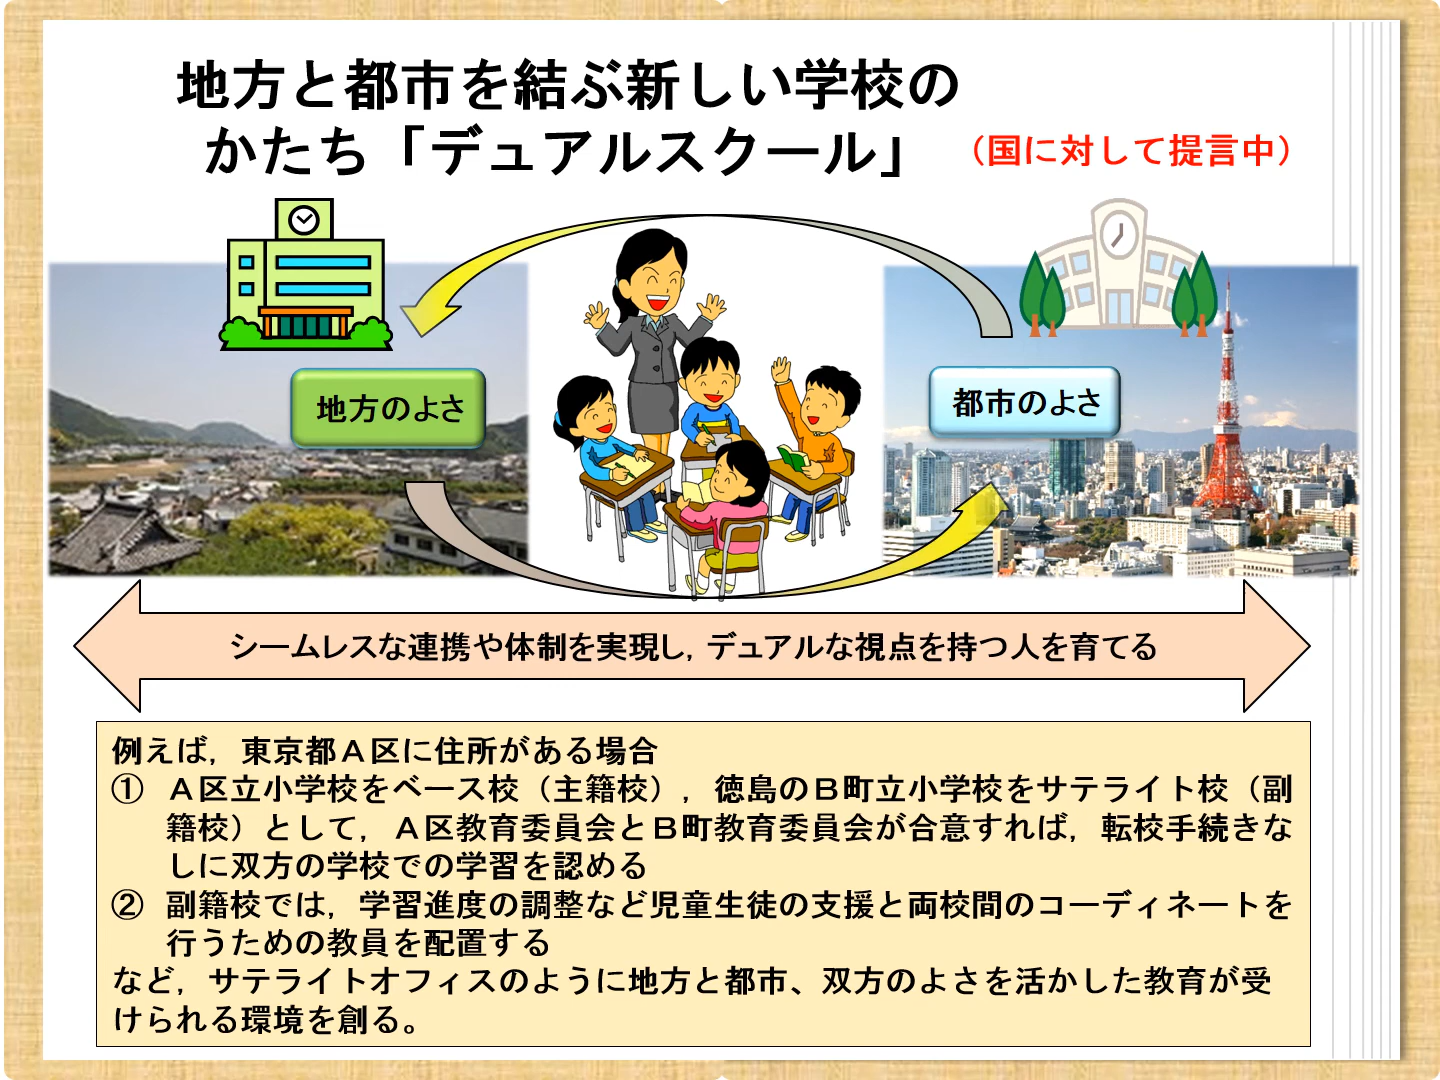 地方と都市を結ぶ新しい学校の
かたち「デュアルスクール」
（国に対して提言中）
地方のよさ
都市のよさ
シームレスな連携や体制を実現し，デュアルな視点を持つ人を育てる
例えば，東京都Ａ区に住所がある場合
①　Ａ区立小学校をベース校（主籍校），徳島のＢ町立小学校をサテライト校（副
籍校）として，Ａ区教育委員会とＢ町教育委員会が合意すれば，転校手続きな
しに双方の学校での学習を認める
②　副籍校では，学習進度の調整など児童生徒の支援と両校間のコーディネートを
行うための教員を配置する
など，サテライトオフィスのように地方と都市、双方のよさを活かした教育が受
けられる環境を創る。